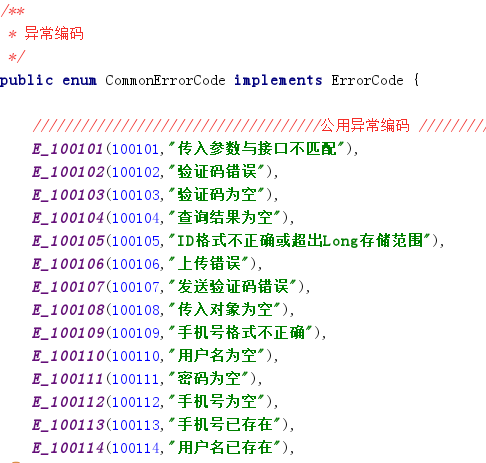 /**
 * 异常编码
 */
public enum CommonErrorCode implements ErrorCode {
///////////////////////////////////公用异常编码 /////////
E_100101(100101,"传入参数与接口不匹配"),
E_100102(100102,"验证码错误"),
E_100103(100103,"验证码为空"),
E_100104(100104,"查询结果为空"),
E_100105(100105,"ID格式不正确或超出Long存储范围"),
E_100106(100106,"上传错误"),
E_100107(100107,"发送验证码错误"),
E_100108(100108,"传入对象为空"),
E_100109(100109,"手机号格式不正确"),
E_100110(100110,"用户名为空"),
E_100111(100111,"密码为空"),
E_100112(100112,"手机号为空"),
E_100113(100113,"手机号已存在"),
E_100114(100114,"用户名已存在"),